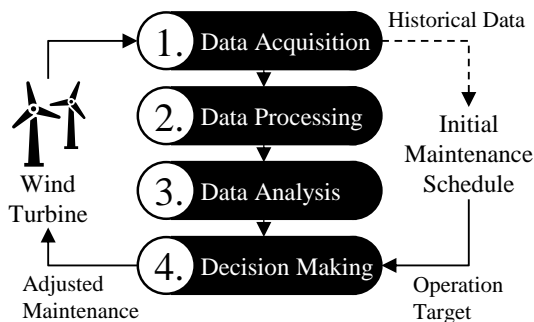 1. Data Acquisition
Historical Data
2. Data Processing
Initial
Maintenance
Schedule
3. Data Analysis
Wind
Turbine
4. Decision Making
Adjusted
Maintenance
Operation
Target